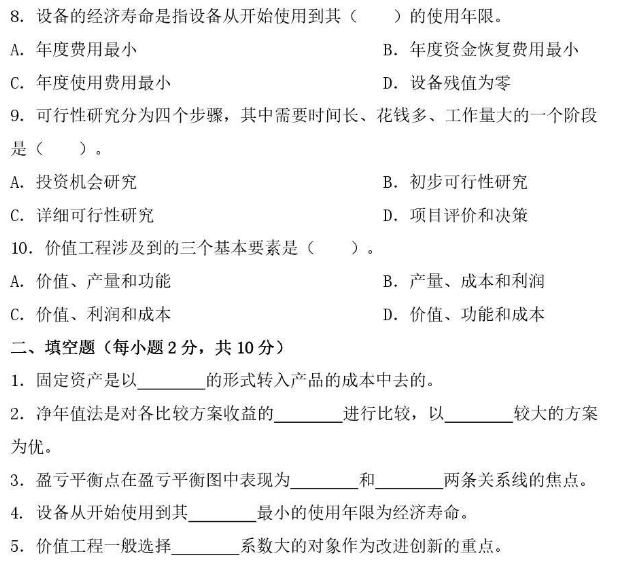 8. 设备的经济寿命是指设备从开始使用到其（　　）的使用年限。
A. 年度费用最小　　B. 年度资金恢复费用最小
C. 年度使用费用最小　　D. 设备残值为零
9. 可行性研究分为四个步骤，其中需要时间长、花钱多、工作量大的一个阶段
是（　　）。
A. 投资机会研究　　B. 初步可行性研究
C. 详细可行性研究　　D. 项目评价和决策
10. 价值工程涉及到的三个基本要素是（　　）。
A. 价值、产量和功能　　B. 产量、成本和利润
C. 价值、利润和成本　　D. 价值、功能和成本
二、填空题（每小题 2 分，共 10 分）
1. 固定资产是以________的形式转入产品的成本中去的。
2. 净年值法是对各比较方案收益的________进行比较，以________较大的方案
为优。
3. 盈亏平衡点在盈亏平衡图中表现为________和________两条关系线的焦点。
4. 设备从开始使用到其________最小的使用年限为经济寿命。
5. 价值工程一般选择________系数大的对象作为改进创新的重点。